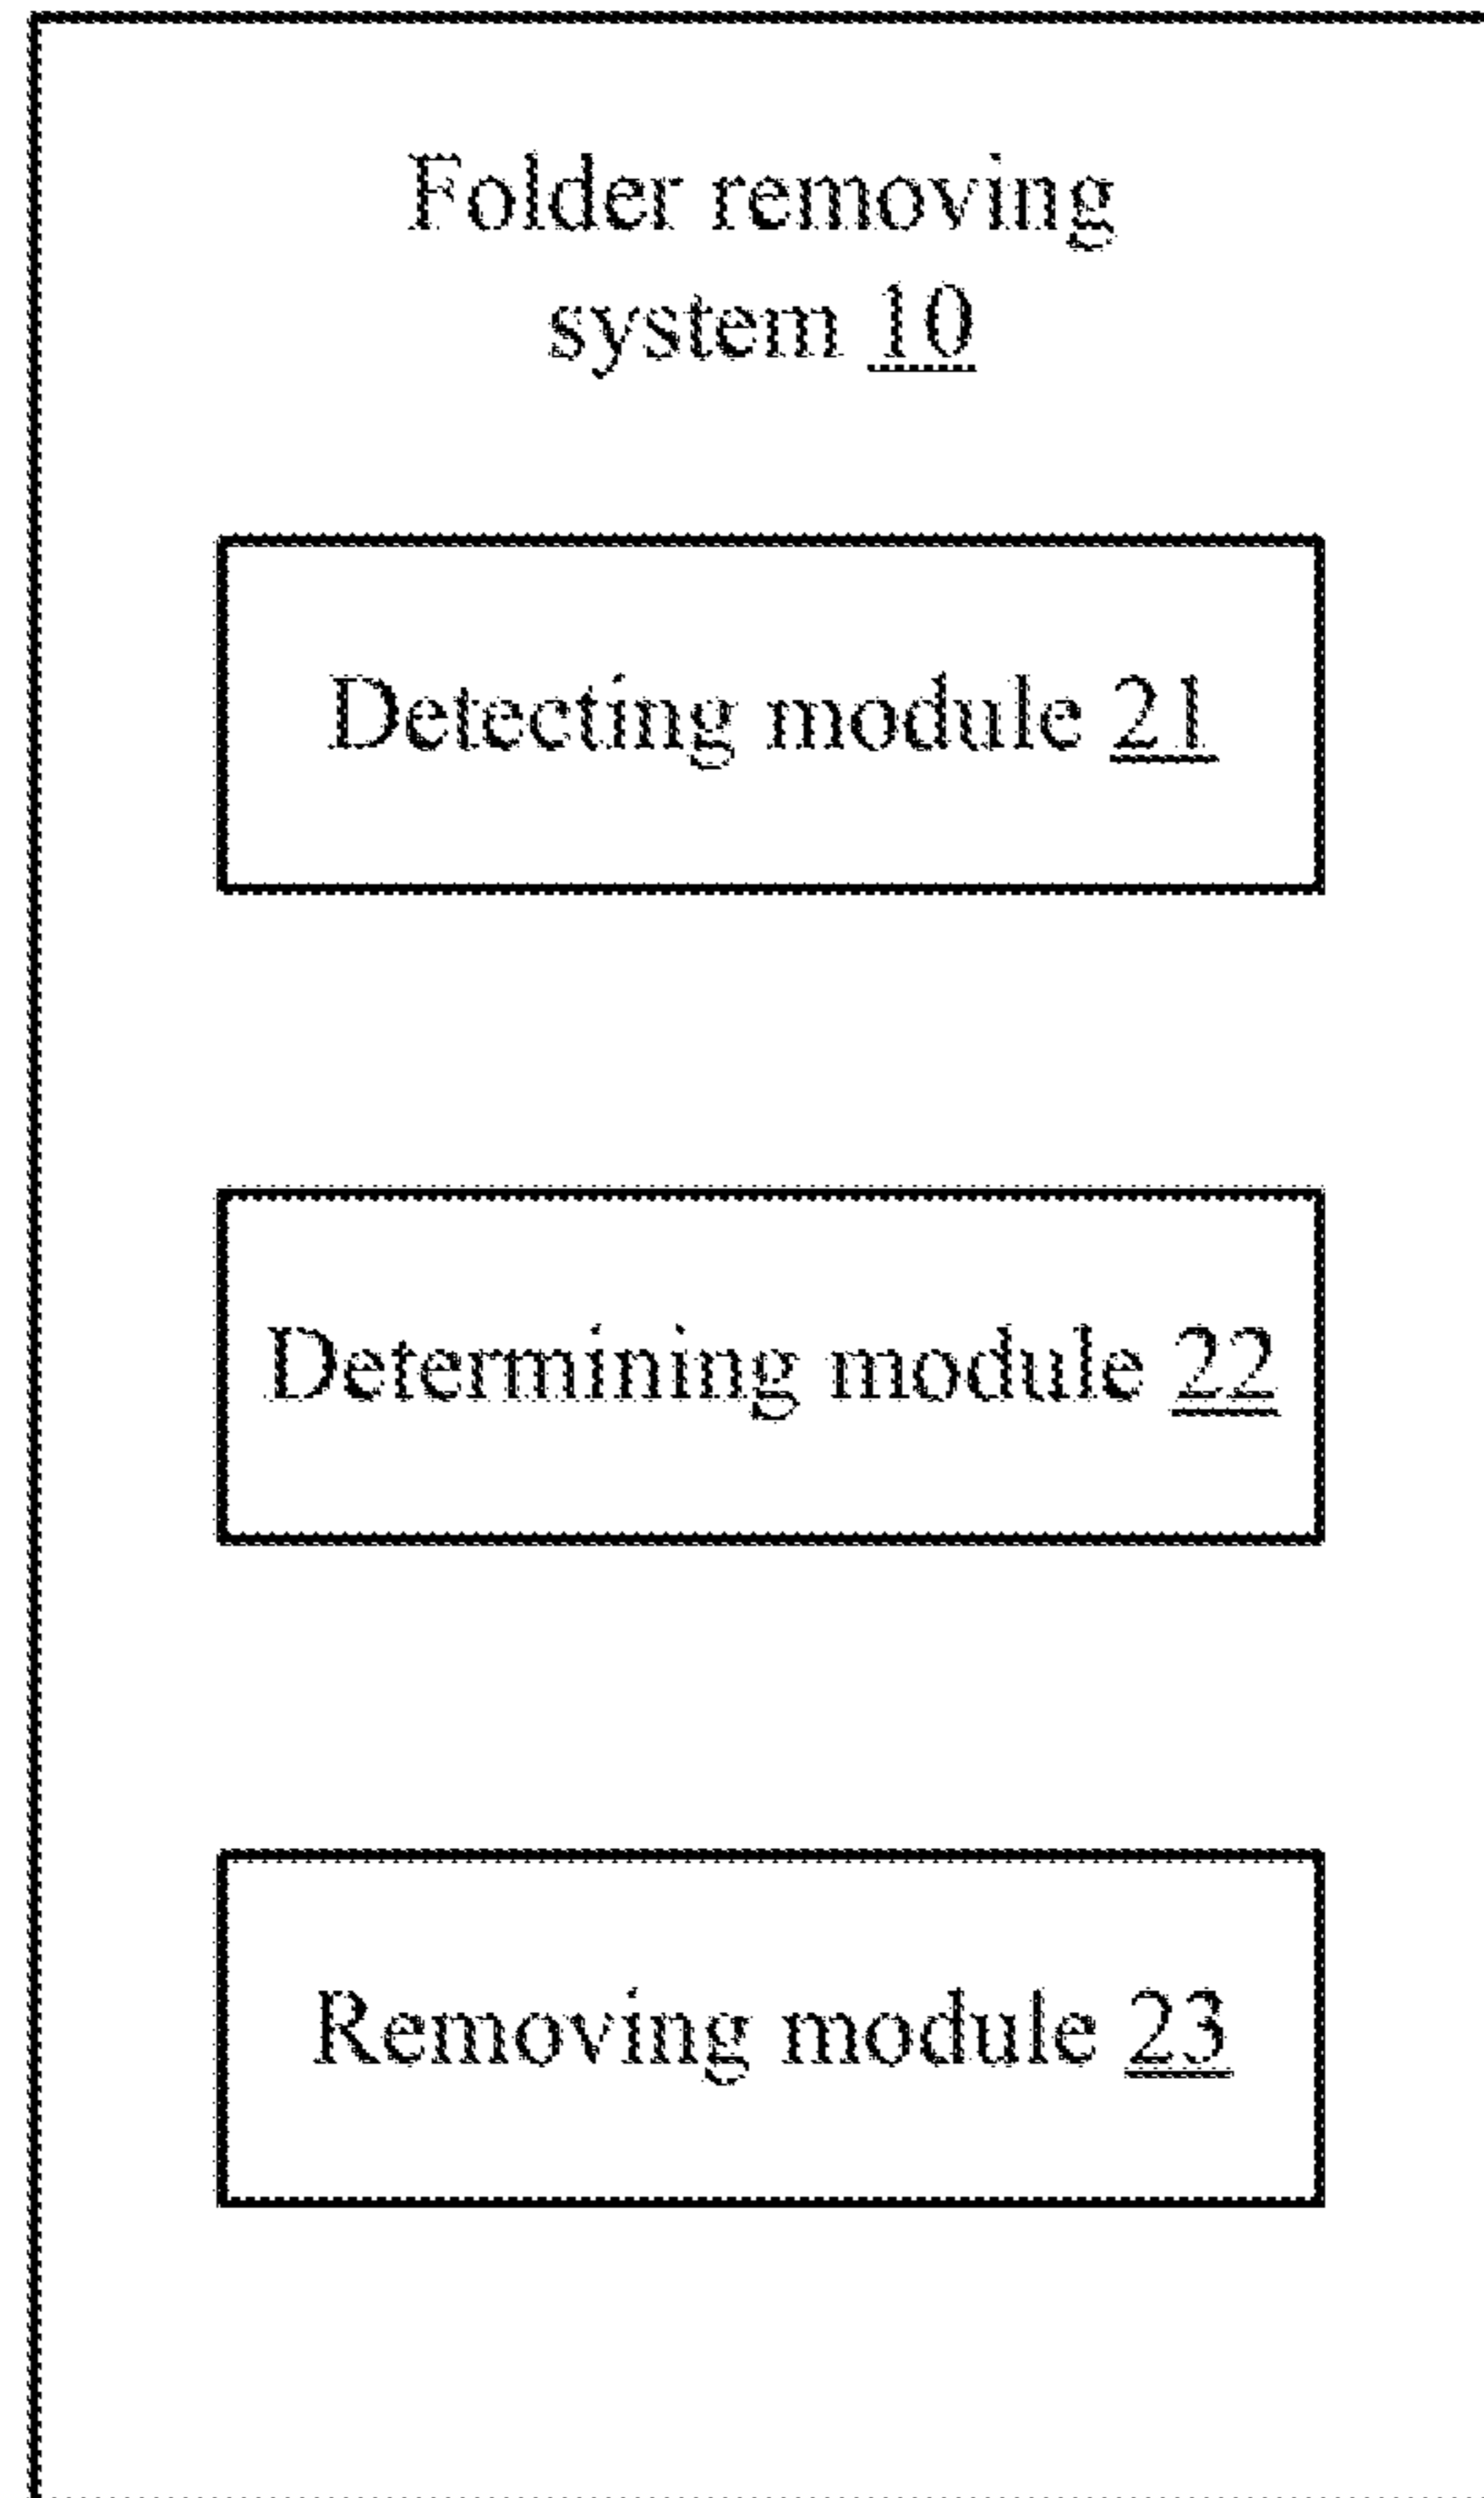 Folder removing
system 10
Detecting module 21
Determining module 22
Removing module 23